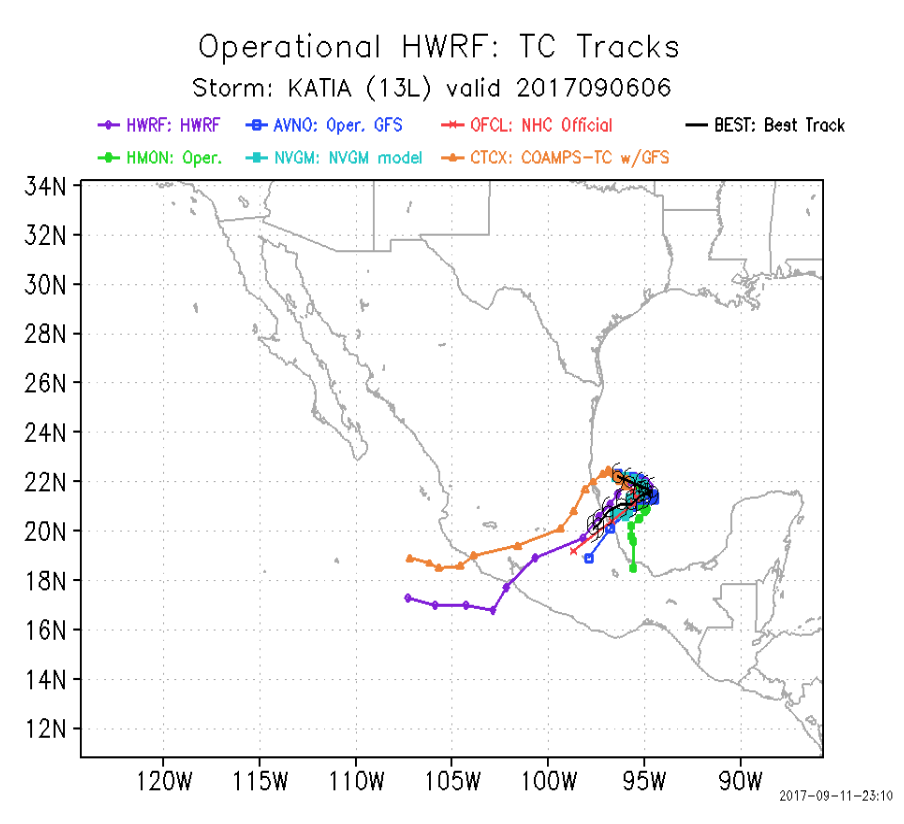 Operational HWRF: TC Tracks
Storm: KATIA (13L) valid 2017090606
HWRF: HWRF AVNO: Oper. GFS OFCL: NHC Official BEST: Best Track
HMON: Oper. NVGM: NVGM model CTCX: COAMPS-TC w/GFS
34N
32N
30N
28N
26N
24N
22N
20N
18N
16N
14N
12N
120W 115W 110W 105W 100W 95W 90W
2017-09-11-23:10